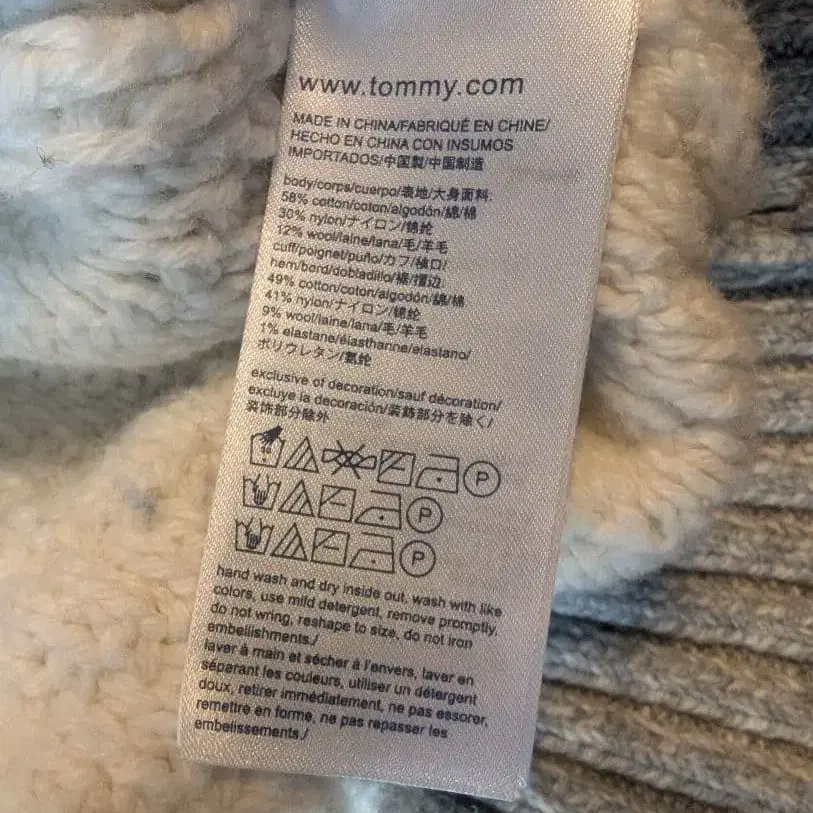 www.tommy.com
MADE IN CHINA/FABRIQUÉ EN CHINE/
HECHO EN CHINA CON INSUMOS
IMPORTADOS/中国製/中国制造
body/corps/cuerpo/表地/大身面料:
58% cotton/coton/algodón/綿/棉
30% nylon/ナイロン/锦纶
12% wool/laine/lana/毛/羊毛
cuff/poignet/puño/カフ/袖口/
hem/bord/dobladillo/裾/摆边
49% cotton/coton/algodón/綿/棉
41% nylon/ナイロン/锦纶
9% wool/laine/lana/毛/羊毛
1% elastane/élasthanne/elastano/
ポリウレタン/氨纶
exclusive of decoration/sauf décoration/
excluye la decoración/装飾部分を除く/
装饰部分除外
P
P
P
hand wash and dry inside out, wash with like
colors, use mild detergent, remove promptly,
do not wring, reshape to size, do not iron
embellishments./
laver à main et sécher à l'envers, laver en
séparant les couleurs, utiliser un détergent
doux, retirer immédiatement, ne pas essorer,
remettre en forme, ne pas repasser les
embellissements./